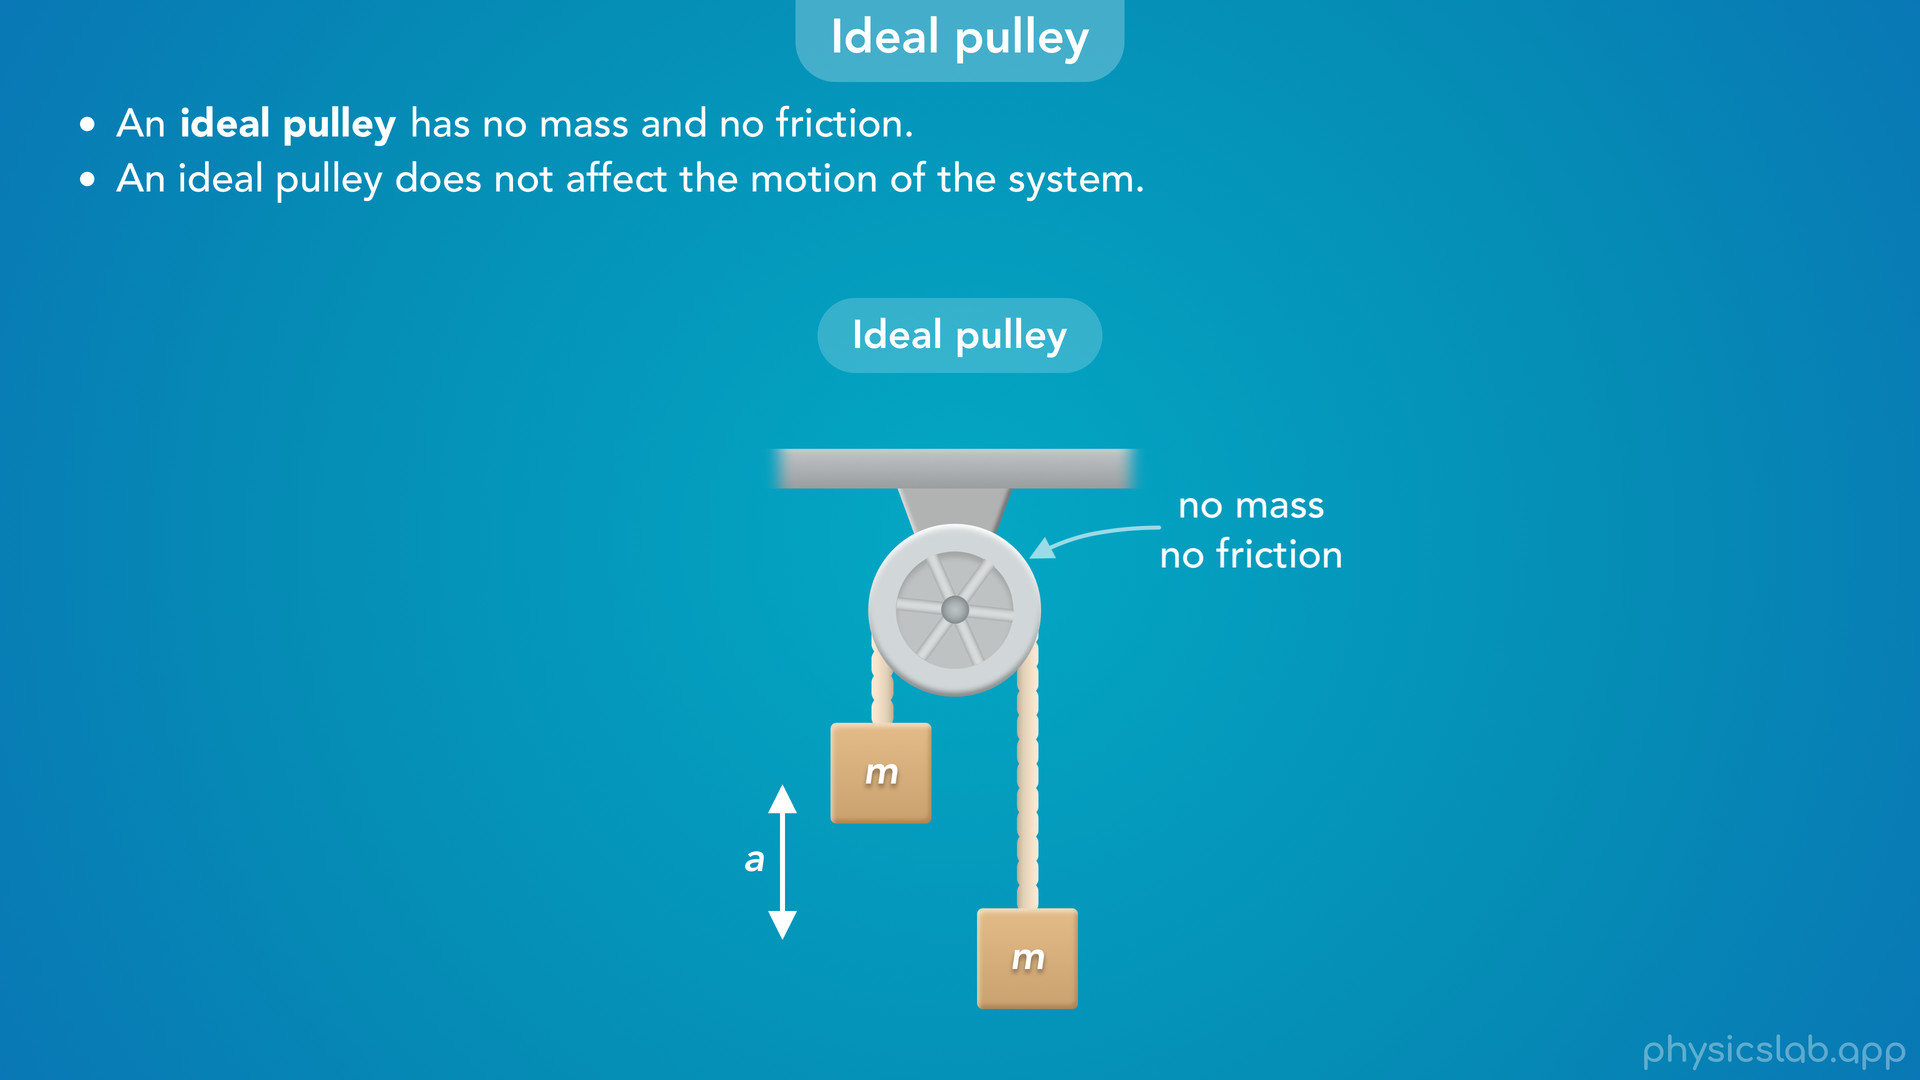 Ideal pulley
• An ideal pulley has no mass and no friction.
• An ideal pulley does not affect the motion of the system.
Ideal pulley
no mass
no friction
m
a
m
physicslab.app